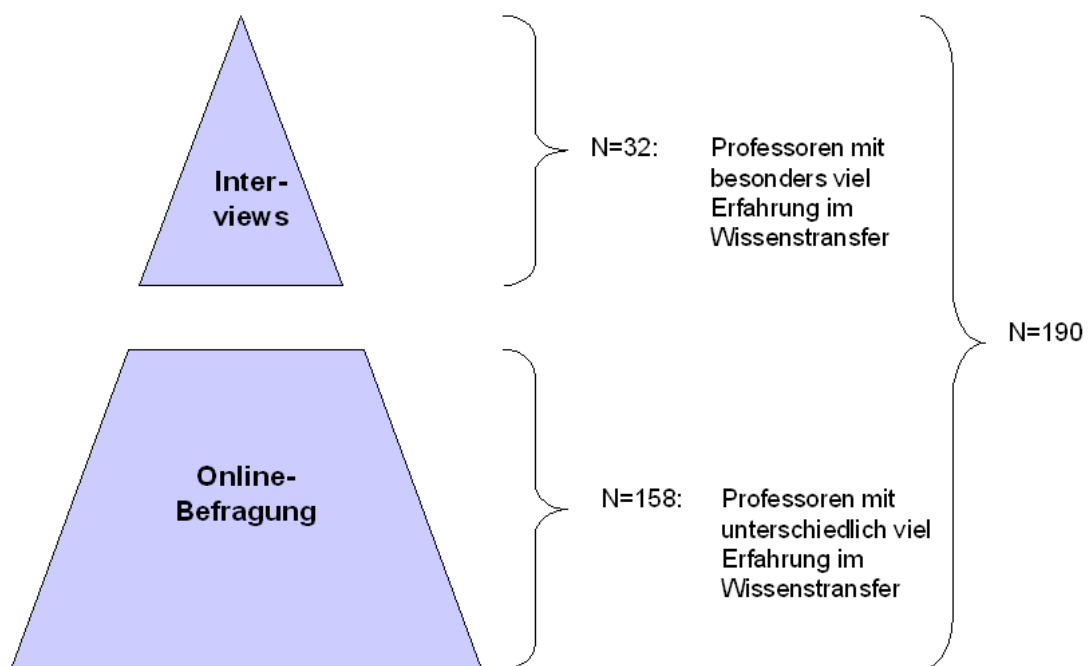 Inter-
views
N=32:
Professoren mit
besonders viel
Erfahrung im
Wissenstransfer
N=190
Online-
Befragung
N=158:
Professoren mit
unterschiedlich viel
Erfahrung im
Wissenstransfer